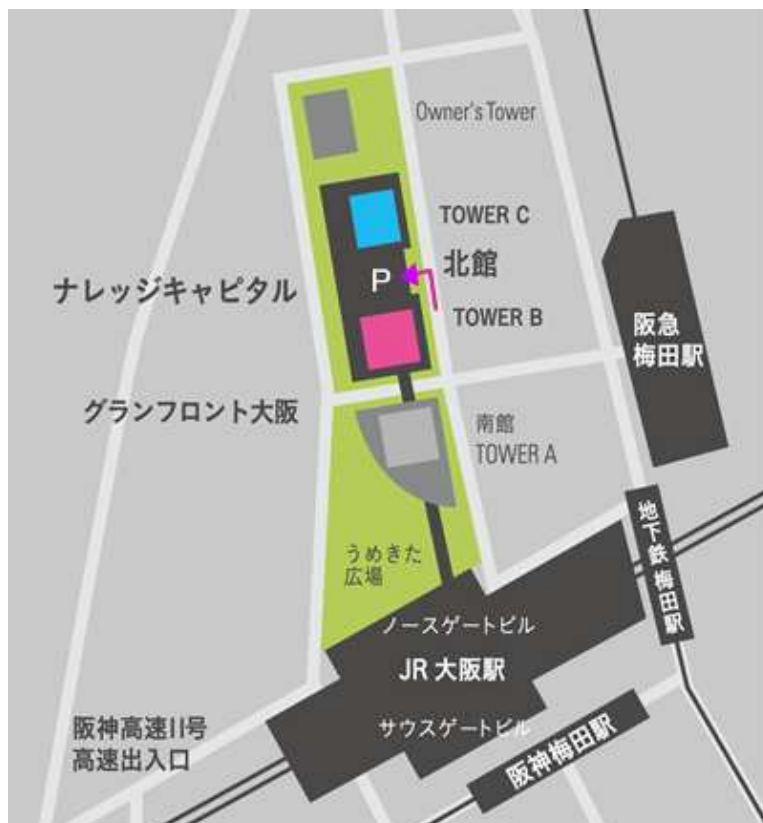 Owner's Tower
TOWER C
北館
P
ナレッジキャピタル
TOWER B
阪急
梅田駅
グランフロント大阪
南館
TOWER A
うめきた
広場
地下鉄梅田駅
ノースゲートビル
JR 大阪駅
サウスゲートビル
阪神高速11号
高速出入口
阪神梅田駅